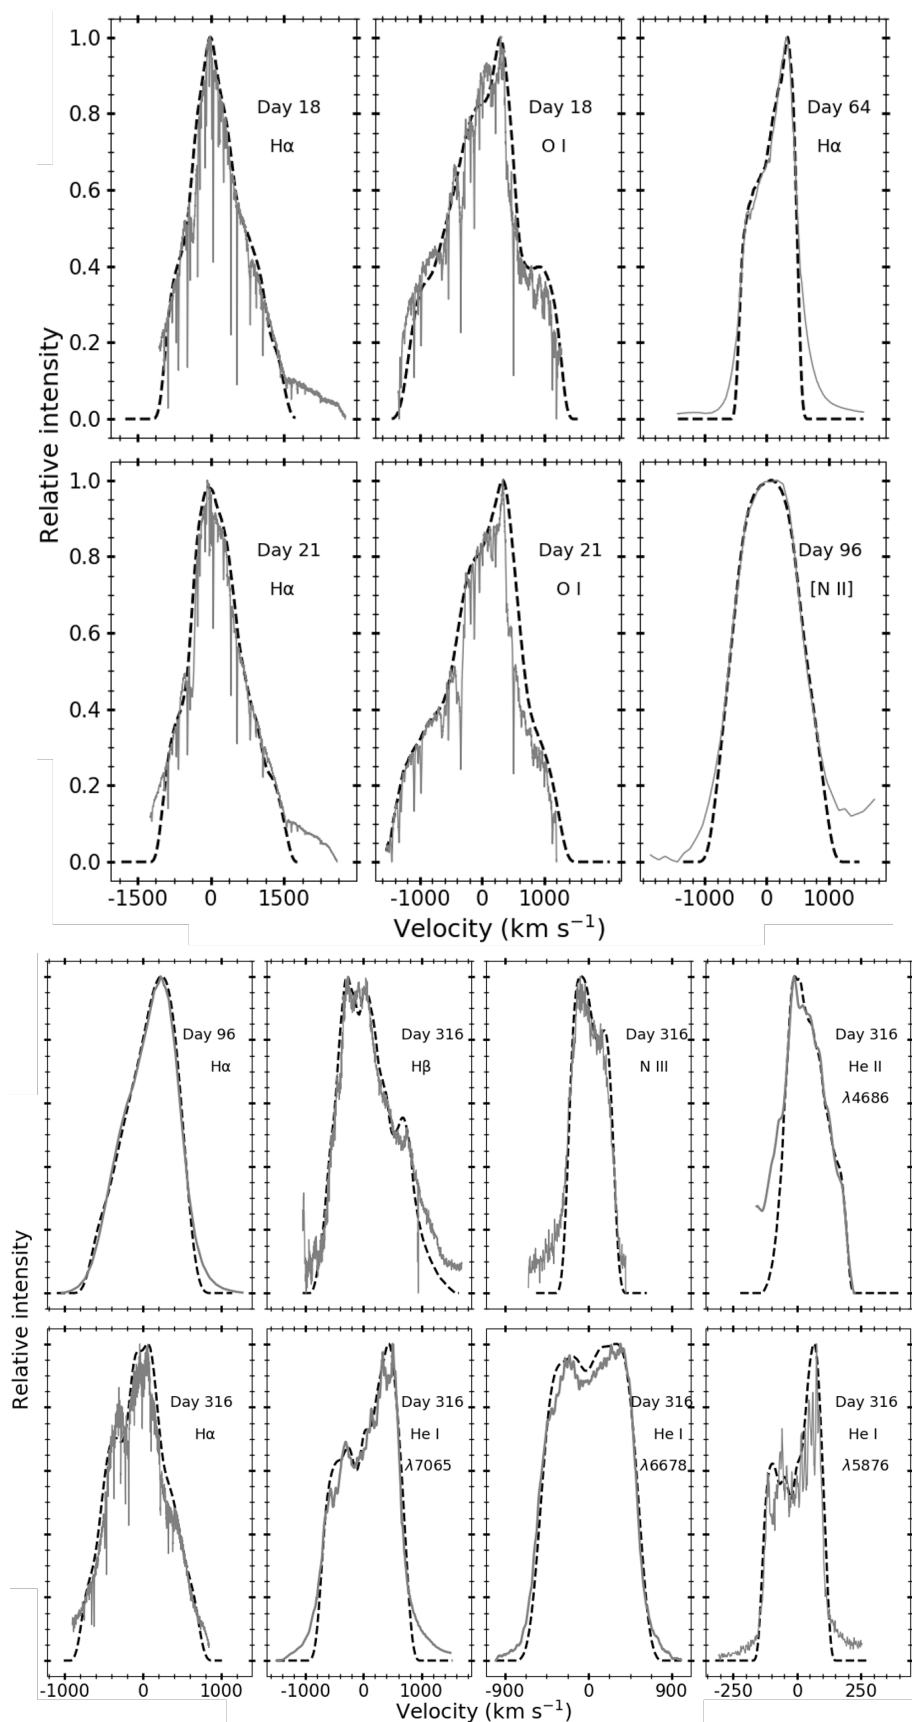 1.0
0.8
0.6
0.4
0.2
0.0
Day 18
Hα
Day 18
O I
Day 64
Hα
Relative intensity
1.0
0.8
0.6
0.4
0.2
0.0
Day 21
Hα
Day 21
O I
Day 96
[N II]
-1500 0 1500
-1000 0 1000
-1000 0 1000
Velocity (km s⁻¹)
Day 96
Hα
Day 316
Hβ
Day 316
N III
Day 316
He II
λ4686
Relative intensity
Day 316
Hα
Day 316
He I
λ7065
Day 316
He I
λ6678
Day 316
He I
λ5876
-1000 0 1000
-1000 0 1000
-900 0 900
-250 0 250
Velocity (km s⁻¹)